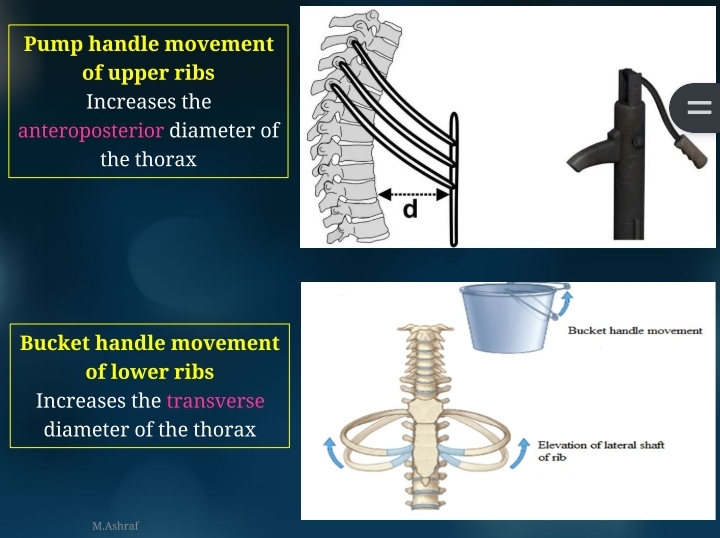 Pump handle movement
of upper ribs
Increases the
anteroposterior diameter of
the thorax
d
Bucket handle movement
Bucket handle movement
of lower ribs
Increases the transverse
diameter of the thorax
Elevation of lateral shaft
of rib
M.Ashraf